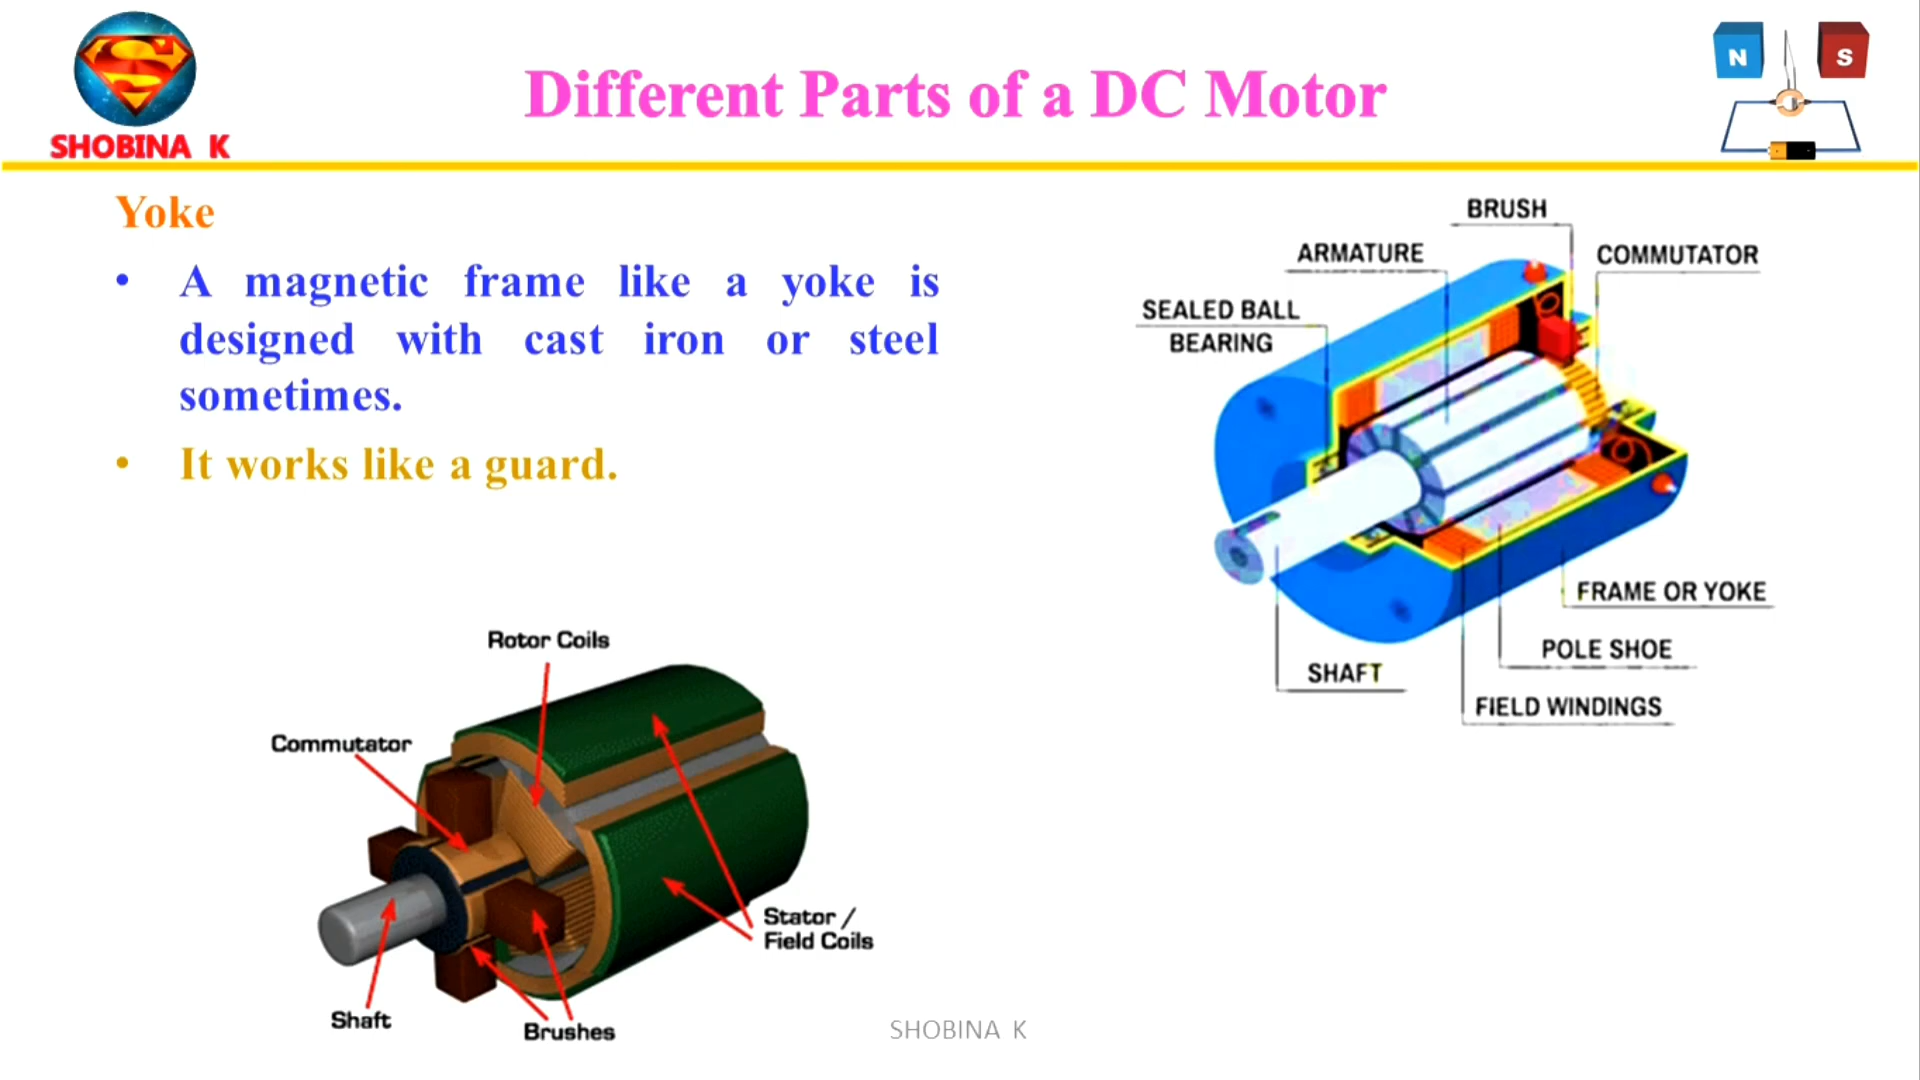 SHOBINA K
Different Parts of a DC Motor
N
S
Yoke
• A magnetic frame like a yoke is
designed with cast iron or steel
sometimes.
• It works like a guard.
BRUSH
ARMATURE
COMMUTATOR
SEALED BALL
BEARING
FRAME OR YOKE
POLE SHOE
SHAFT
FIELD WINDINGS
Rotor Coils
Commutator
Stator /
Field Coils
Shaft
Brushes
SHOBINA K